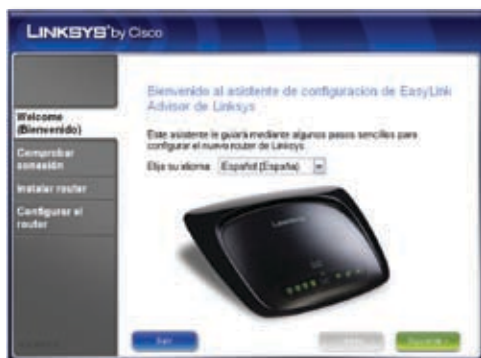 LINKSYS® by Cisco
Bienvenido al asistente de configuración de EasyLink
Advisor de Linksys
Este asistente le guiará mediante algunos pasos sencillos para
configurar el nuevo router de Linksys.
Elija su idioma: Español (España)
Welcome
(Bienvenido)
Comprobar
conexión
Instalar router
Configurar el
router
LINKSYS
Salir